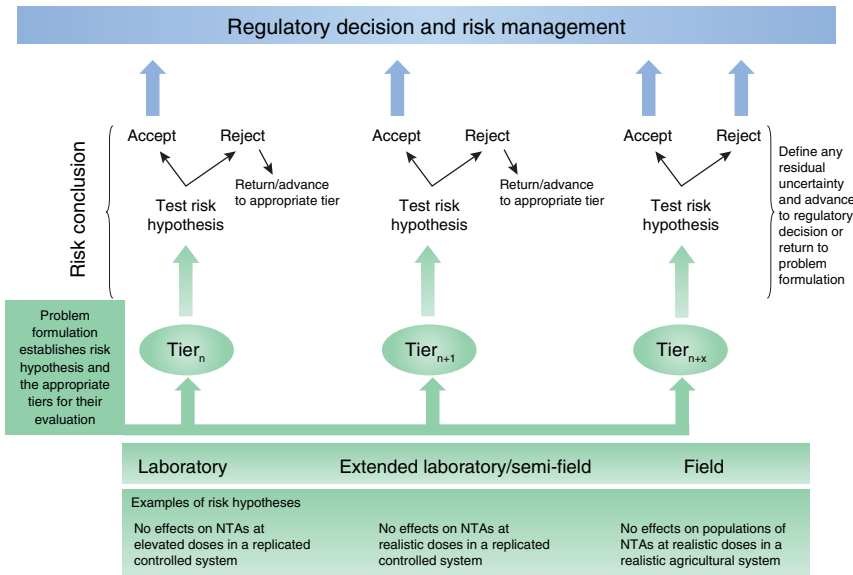 Regulatory decision and risk management
Risk conclusion
Accept
Reject
Return/advance
to appropriate tier
Test risk
hypothesis
Accept
Reject
Return/advance
to appropriate tier
Test risk
hypothesis
Accept
Reject
Test risk
hypothesis
Define any
residual
uncertainty
and advance
to regulatory
decision or
return to
problem
formulation
Problem
formulation
establishes risk
hypothesis and
the appropriate
tiers for their
evaluation
Tiern
Tiern+1
Tiern+x
Laboratory
Extended laboratory/semi-field
Field
Examples of risk hypotheses
No effects on NTAs at
elevated doses in a replicated
controlled system
No effects on NTAs at
realistic doses in a replicated
controlled system
No effects on populations of
NTAs at realistic doses in a
realistic agricultural system